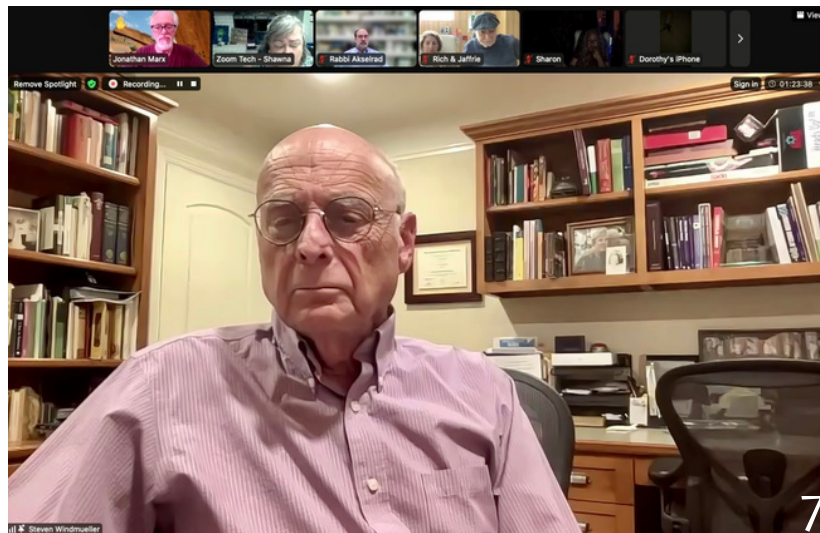 View
Jonathan Marx
Zoom Tech - Shawna
Rabbi Akselrad
Rich & Jaffrie
Sharon
Dorothy's iPhone
Remove Spotlight
Recording...
Sign in
01:23:38
Steven Windmueller
7